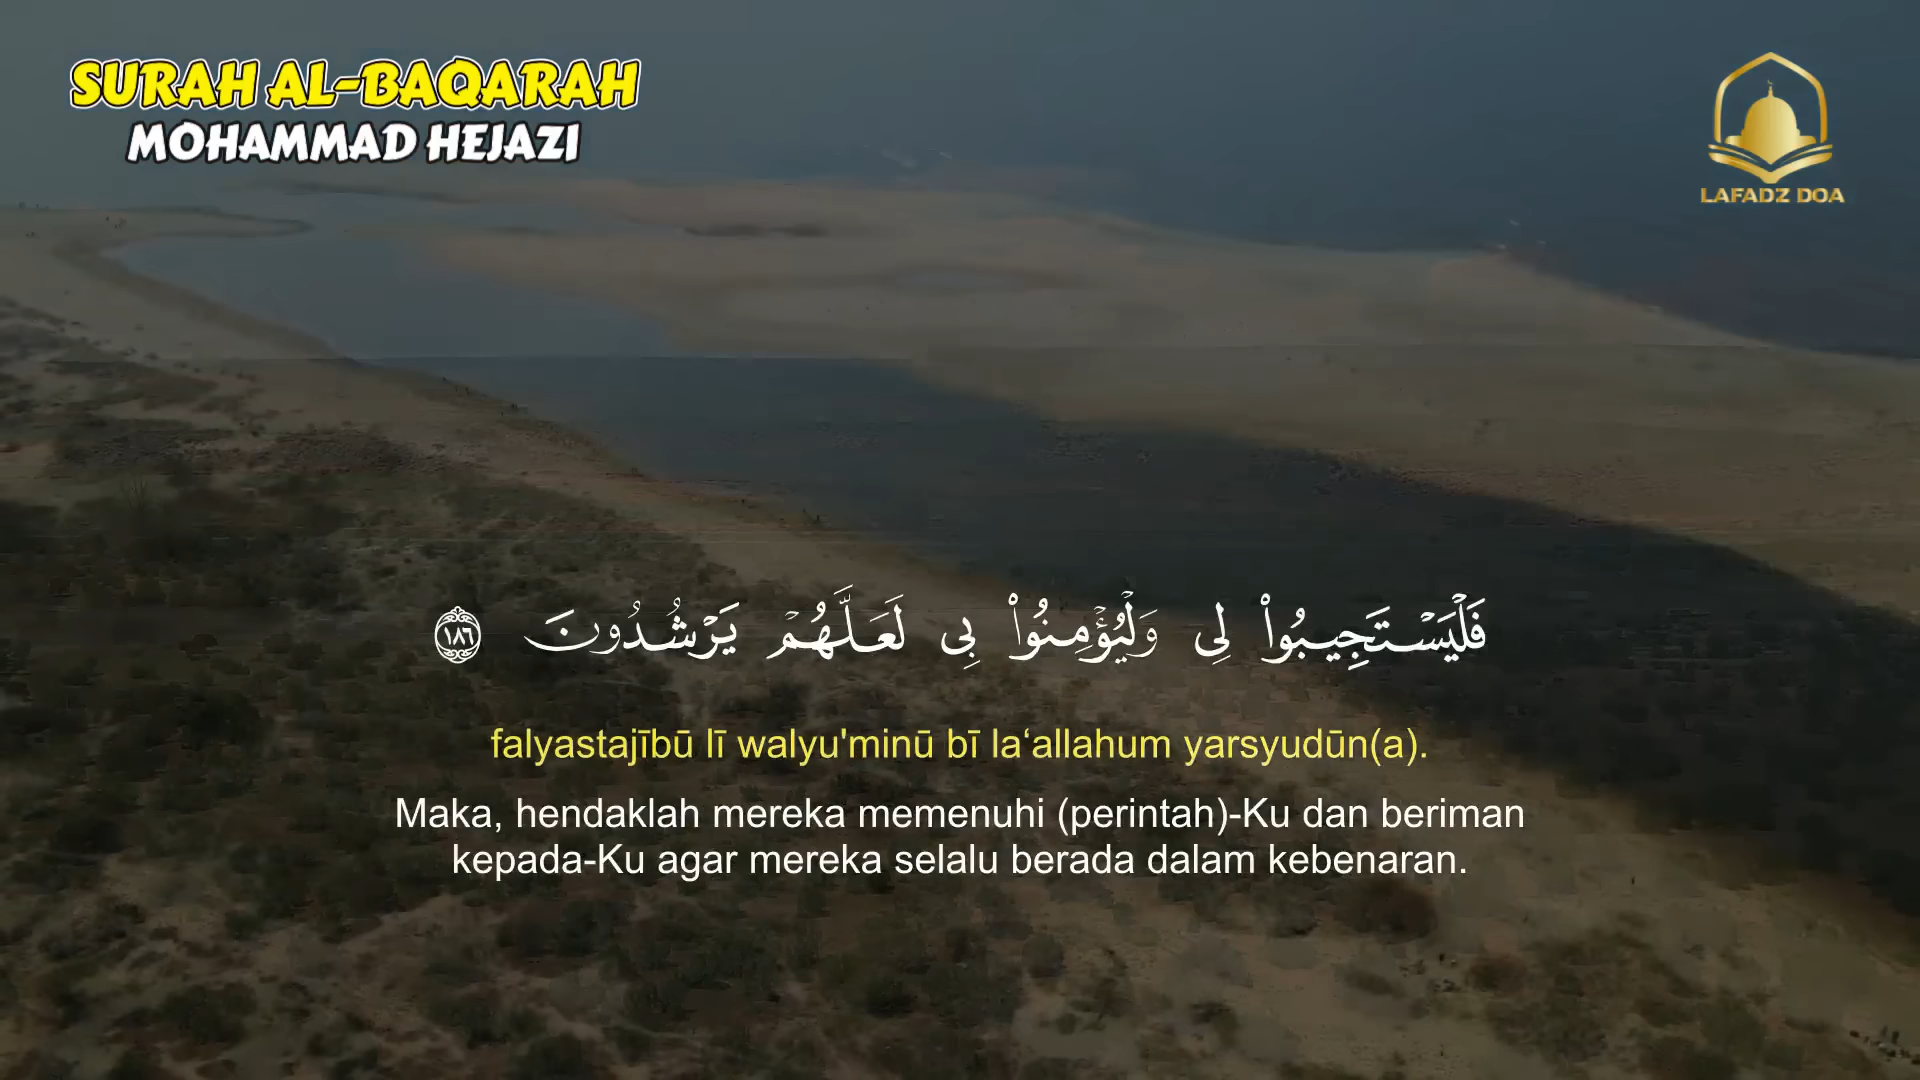 SURAH AL-BAQARAH
MOHAMMAD HEJAZI
LAFADZ DOA
فَلْيَسْتَجِيبُوا۟ لِى وَلْيُؤْمِنُوا۟ بِى لَعَلَّهُمْ يَرْشُدُونَ ١٨٦
falyastajībū lī walyu'minū bī la‘allahum yarsyudūn(a).
Maka, hendaklah mereka memenuhi (perintah)-Ku dan beriman
kepada-Ku agar mereka selalu berada dalam kebenaran.